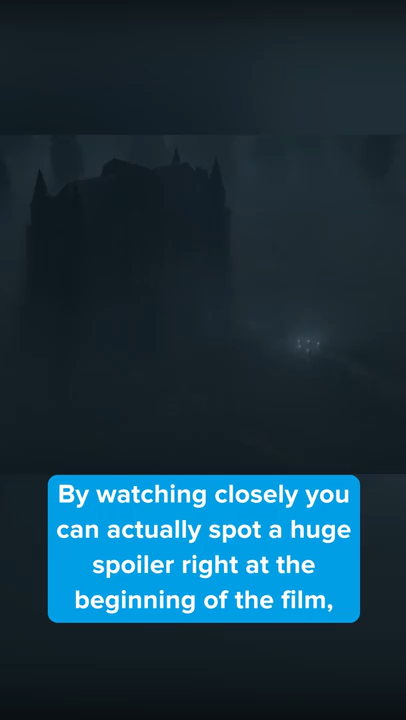 By watching closely you
can actually spot a huge
spoiler right at the
beginning of the film,